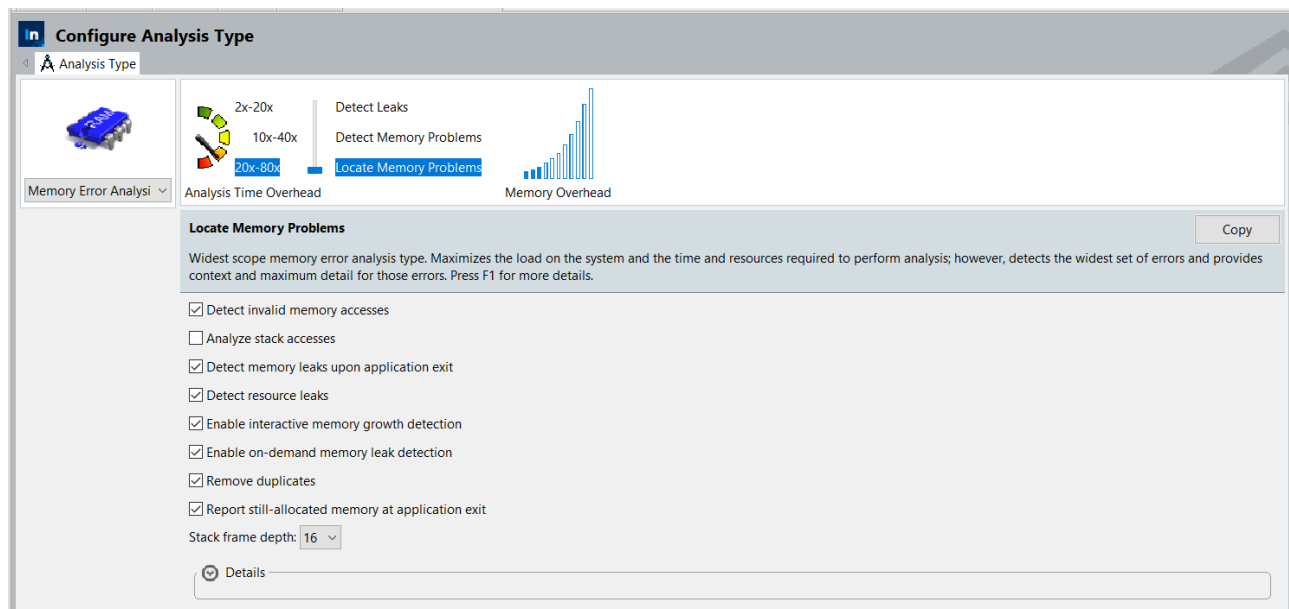 In Configure Analysis Type
Analysis Type
RAM
Memory Error Analysi
2x-20x Detect Leaks
10x-40x Detect Memory Problems
20x-80x Locate Memory Problems
Analysis Time Overhead Memory Overhead
Locate Memory Problems Copy
Widest scope memory error analysis type. Maximizes the load on the system and the time and resources required to perform analysis; however, detects the widest set of errors and provides
context and maximum detail for those errors. Press F1 for more details.
Detect invalid memory accesses
Analyze stack accesses
Detect memory leaks upon application exit
Detect resource leaks
Enable interactive memory growth detection
Enable on-demand memory leak detection
Remove duplicates
Report still-allocated memory at application exit
Stack frame depth: 16
Details